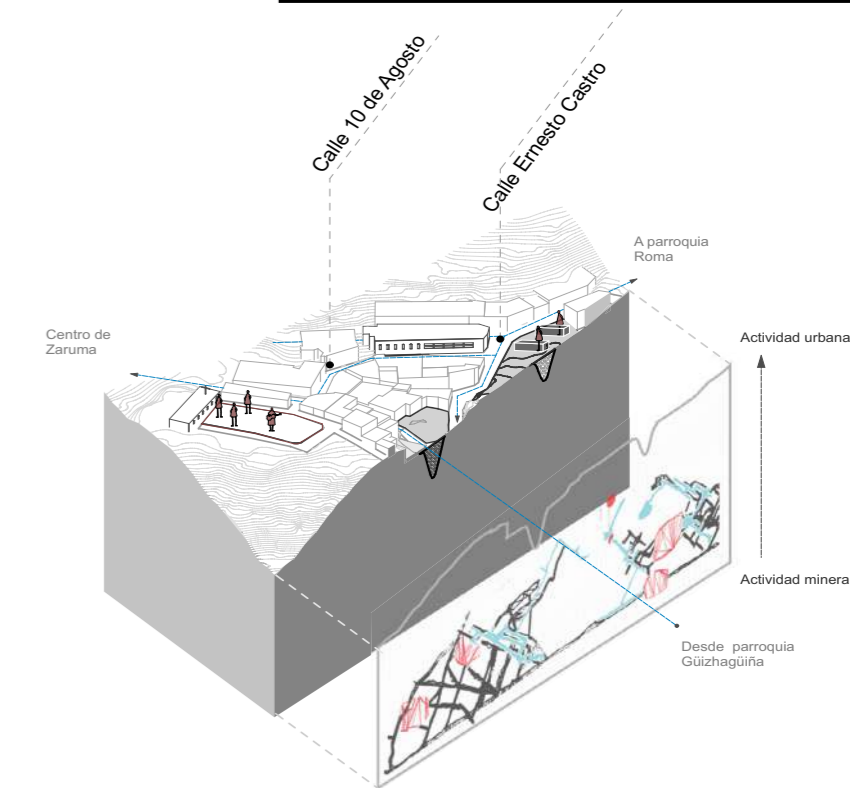 Calle 10 de Agosto
Calle Ernesto Castro
A parroquia
Roma
Centro de
Zaruma
Actividad urbana
Actividad minera
Desde parroquia
Güizhagüiña